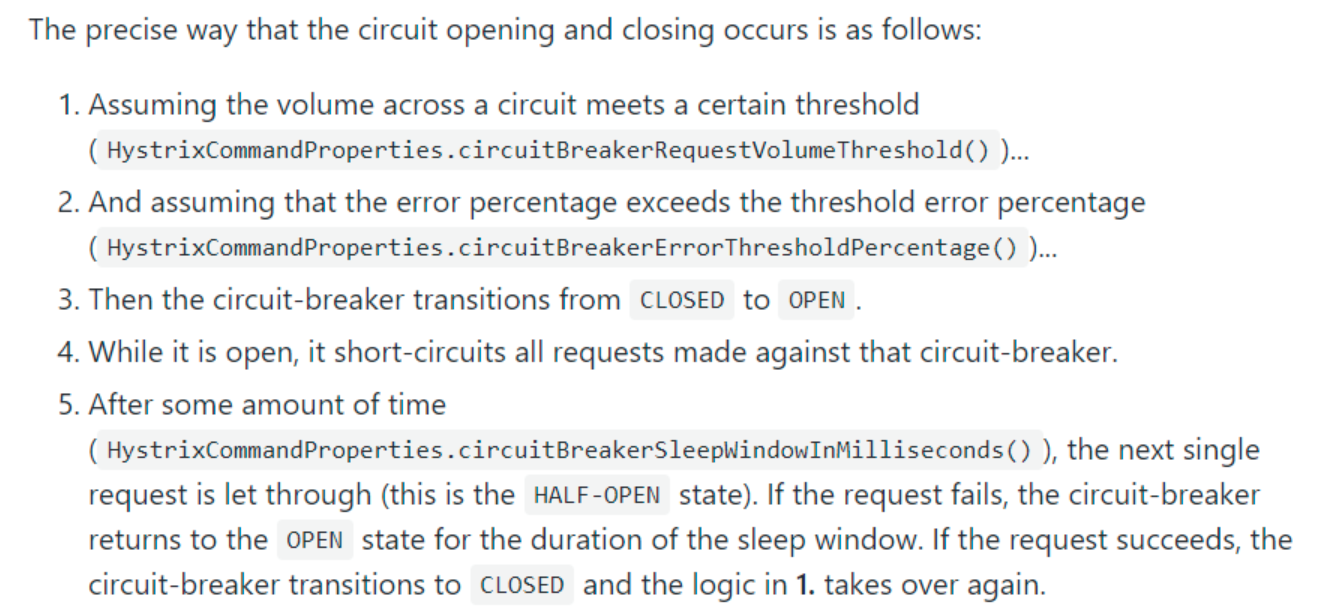 The precise way that the circuit opening and closing occurs is as follows:
1. Assuming the volume across a circuit meets a certain threshold
( HystrixCommandProperties.circuitBreakerRequestVolumeThreshold() )...
2. And assuming that the error percentage exceeds the threshold error percentage
( HystrixCommandProperties.circuitBreakerErrorThresholdPercentage() )...
3. Then the circuit-breaker transitions from CLOSED to OPEN .
4. While it is open, it short-circuits all requests made against that circuit-breaker.
5. After some amount of time
( HystrixCommandProperties.circuitBreakerSleepWindowInMilliseconds() ), the next single
request is let through (this is the HALF-OPEN state). If the request fails, the circuit-breaker
returns to the OPEN state for the duration of the sleep window. If the request succeeds, the
circuit-breaker transitions to CLOSED and the logic in 1. takes over again.